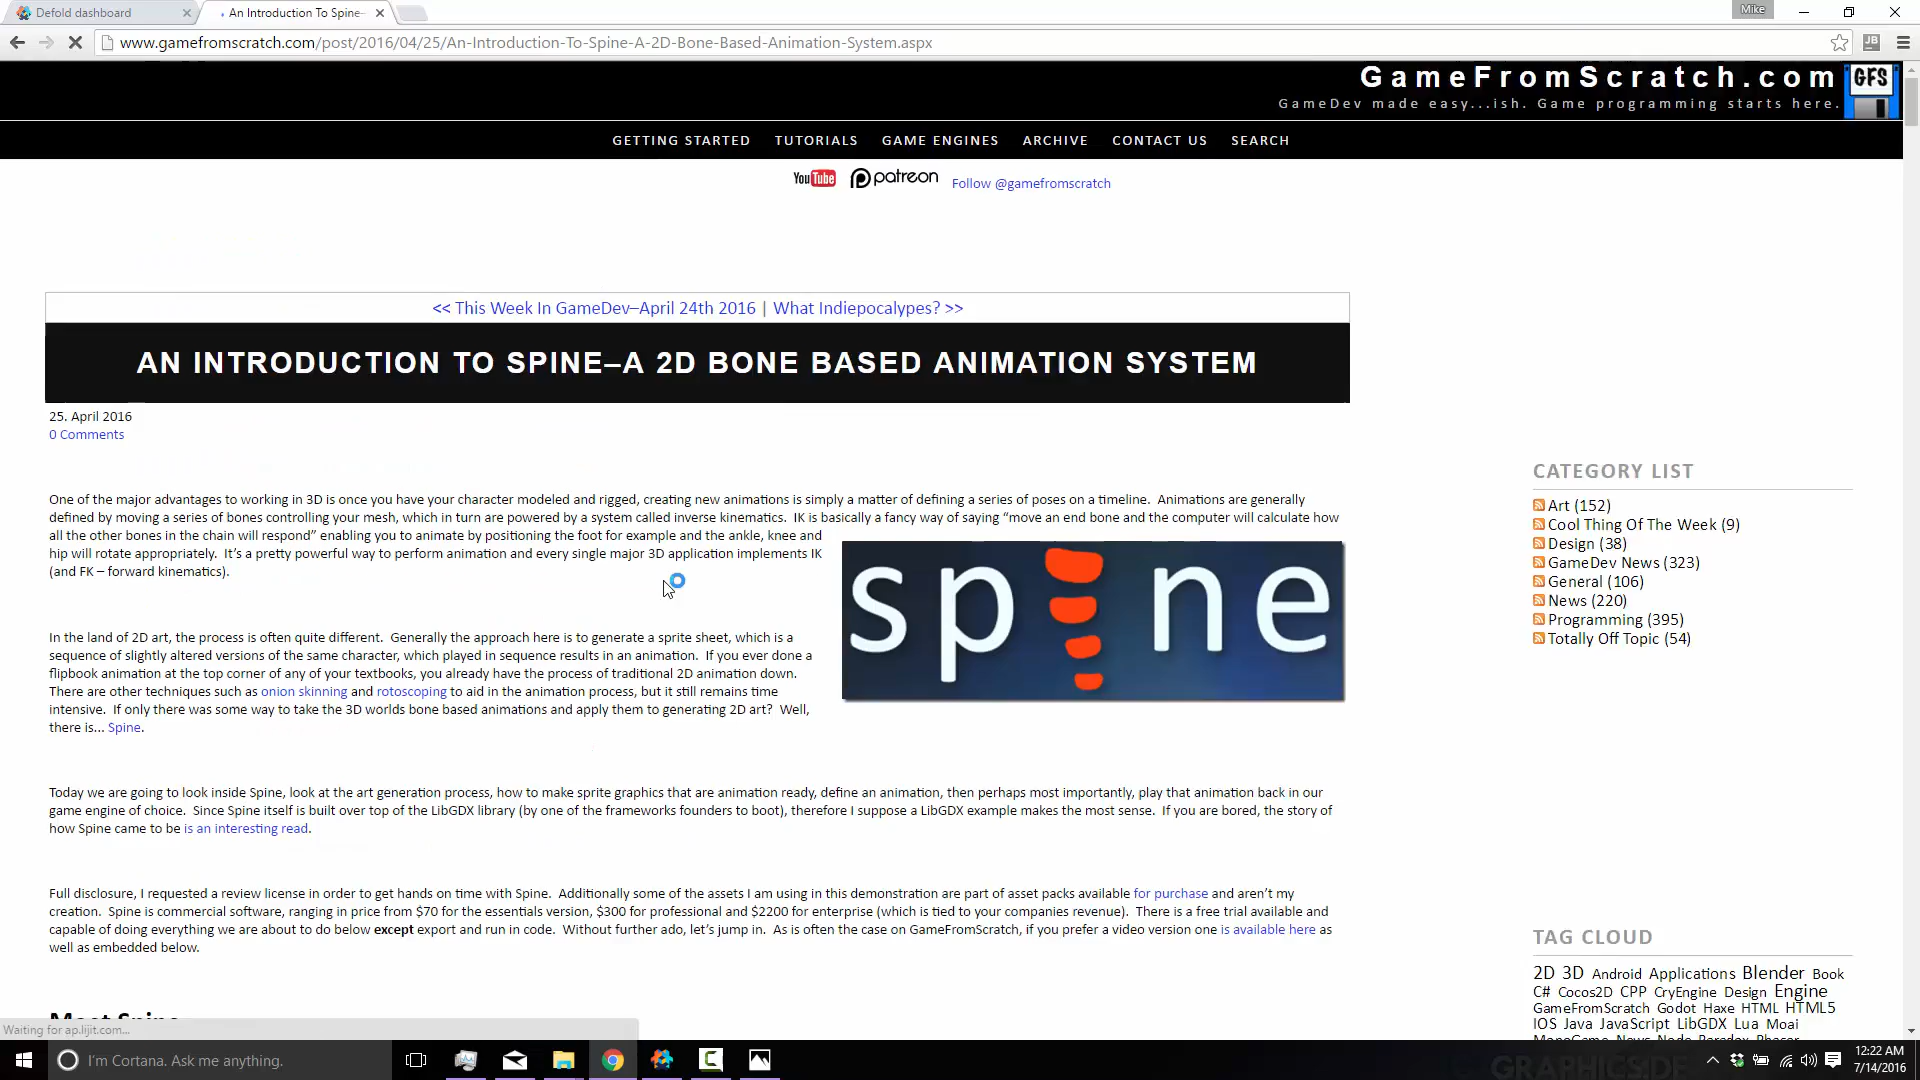 Defold dashboard
An Introduction To Spine-
Mike
www.gamefromscratch.com/post/2016/04/25/An-Introduction-To-Spine-A-2D-Bone-Based-Animation-System.aspx
JB
GameFromScratch.com
GFS
GameDev made easy...ish. Game programming starts here.
GETTING STARTED TUTORIALS GAME ENGINES ARCHIVE CONTACT US SEARCH
YouTube patreon Follow @gamefromscratch
<< This Week In GameDev–April 24th 2016 | What Indiepocalypes? >>
AN INTRODUCTION TO SPINE–A 2D BONE BASED ANIMATION SYSTEM
25. April 2016
0 Comments
One of the major advantages to working in 3D is once you have your character modeled and rigged, creating new animations is simply a matter of defining a series of poses on a timeline.  Animations are generally
defined by moving a series of bones controlling your mesh, which in turn are powered by a system called inverse kinematics.  IK is basically a fancy way of saying “move an end bone and the computer will calculate how
all the other bones in the chain will respond” enabling you to animate by positioning the foot for example and the ankle, knee and
hip will rotate appropriately.  It’s a pretty powerful way to perform animation and every single major 3D application implements IK
(and FK – forward kinematics).
spine
In the land of 2D art, the process is often quite different.  Generally the approach here is to generate a sprite sheet, which is a
sequence of slightly altered versions of the same character, which played in sequence results in an animation.  If you ever done a
flipbook animation at the top corner of any of your textbooks, you already have the process of traditional 2D animation down.
There are other techniques such as onion skinning and rotoscoping to aid in the animation process, but it still remains time
intensive.  If only there was some way to take the 3D worlds bone based animations and apply them to generating 2D art?  Well,
there is... Spine.
Today we are going to look inside Spine, look at the art generation process, how to make sprite graphics that are animation ready, define an animation, then perhaps most importantly, play that animation back in our
game engine of choice.  Since Spine itself is built over top of the LibGDX library (by one of the frameworks founders to boot), therefore I suppose a LibGDX example makes the most sense.  If you are bored, the story of
how Spine came to be is an interesting read.
Full disclosure, I requested a review license in order to get hands on time with Spine.  Additionally some of the assets I am using in this demonstration are part of asset packs available for purchase and aren’t my
creation.  Spine is commercial software, ranging in price from $70 for the essentials version, $300 for professional and $2200 for enterprise (which is tied to your companies revenue).  There is a free trial available and
capable of doing everything we are about to do below except export and run in code.  Without further ado, let’s jump in.  As is often the case on GameFromScratch, if you prefer a video version one is available here as
well as embedded below.
CATEGORY LIST
Art (152)
Cool Thing Of The Week (9)
Design (38)
GameDev News (323)
General (106)
News (220)
Programming (395)
Totally Off Topic (54)
TAG CLOUD
2D 3D Android Applications Blender Book
C# Cocos2D CPP CryEngine Design Engine
GameFromScratch Godot Haxe HTML HTML5
IOS Java JavaScript LibGDX Lua Moai
Waiting for ap.lijit.com...
I'm Cortana. Ask me anything.
12:22 AM
7/14/2016